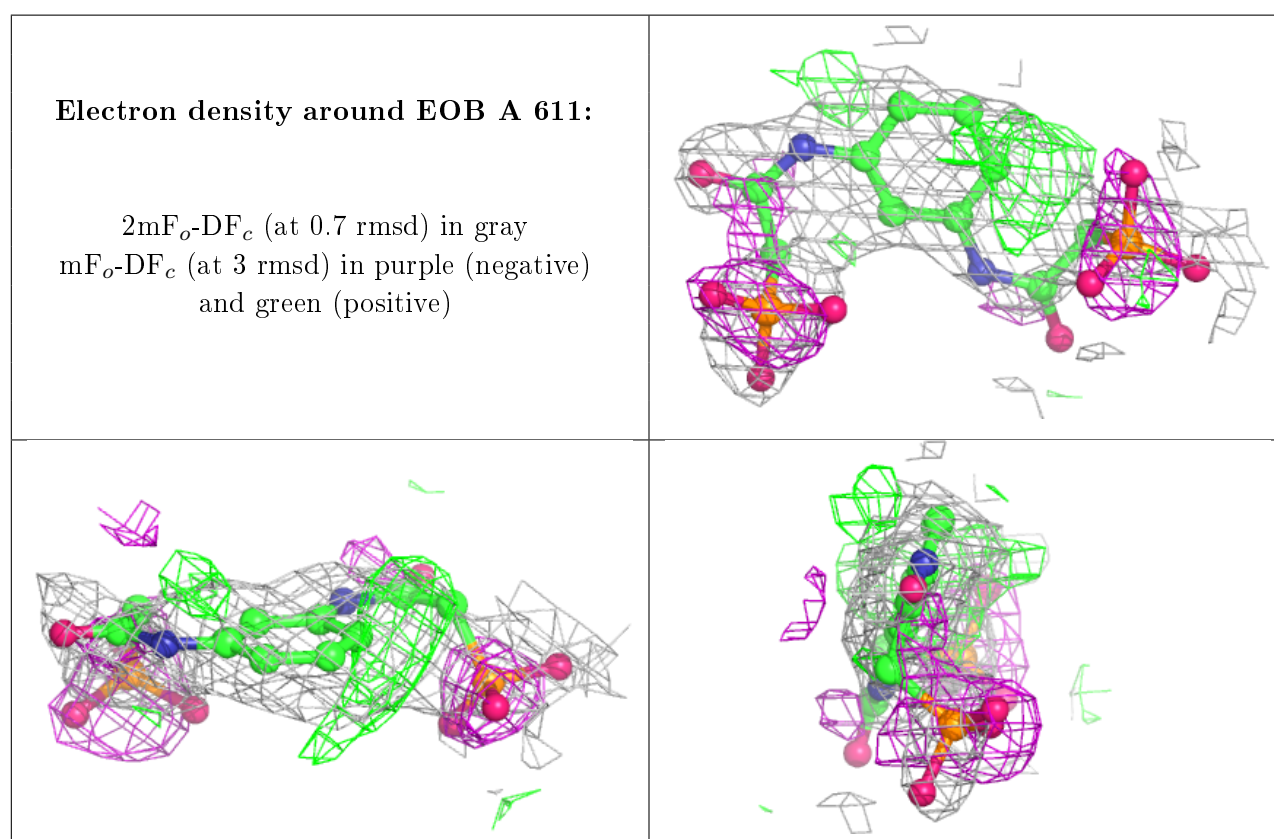 Electron density around EOB A 611:
2mFo-DFc (at 0.7 rmsd) in gray
mFo-DFc (at 3 rmsd) in purple (negative)
and green (positive)